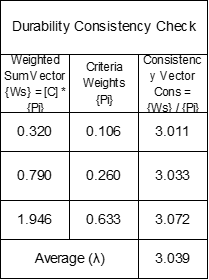 Durability Consistency Check
Weighted
SumVector
{Ws} = [C] *
{Pi}
Criteria
Weights
{Pi}
Consistenc
y Vector
Cons =
{Ws} / {Pi}
0.320 0.106 3.011
0.790 0.260 3.033
1.946 0.633 3.072
Average (λ) 3.039